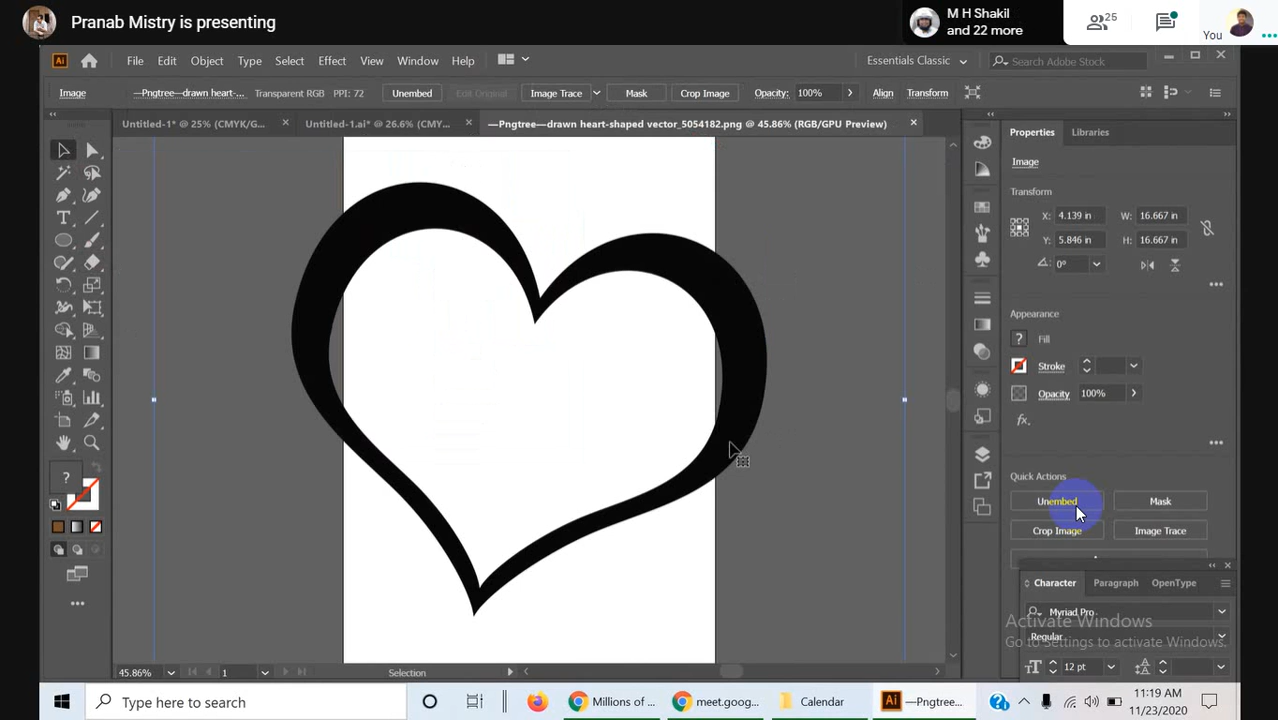 Pranab Mistry is presenting
M H Shakil
and 22 more
25
You
Ai
File Edit Object Type Select Effect View Window Help
Essentials Classic
Search Adobe Stock
Image
—Pngtree—drawn heart-... Transparent RGB PPI: 72
Unembed
Edit Original
Image Trace
Mask
Crop Image
Opacity: 100%
Align
Transform
Untitled-1* @ 25% (CMYK/G...
Untitled-1.ai* @ 26.6% (CMY...
—Pngtree—drawn heart-shaped vector_5054182.png @ 45.86% (RGB/GPU Preview)
Properties Libraries
Image
Transform
X: 4.139 in W: 16.667 in
Y: 5.846 in H: 16.667 in
0°
Appearance
? Fill
Stroke
Opacity 100%
fx.
?
Quick Actions
Unembed Mask
Crop Image Image Trace
Character Paragraph OpenType
Myriad Pro
Regular
12 pt
Activate Windows
Go to Settings to activate Windows.
45.86%
1
Selection
Type here to search
Millions of ...
meet.goog...
Calendar
Ai —Pngtree...
11:19 AM
11/23/2020